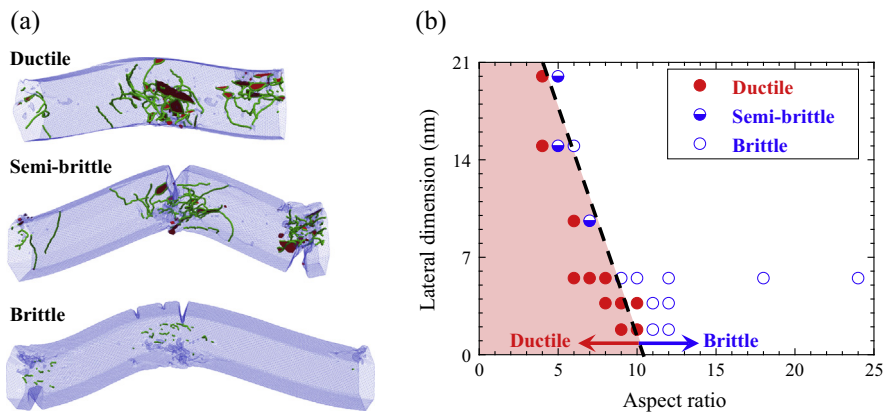 (a)
Ductile
Semi-brittle
Brittle
(b)
Lateral dimension (nm)
21
14
7
0
Ductile
Semi-brittle
Brittle
Ductile
Brittle
0
5
10
15
20
25
Aspect ratio